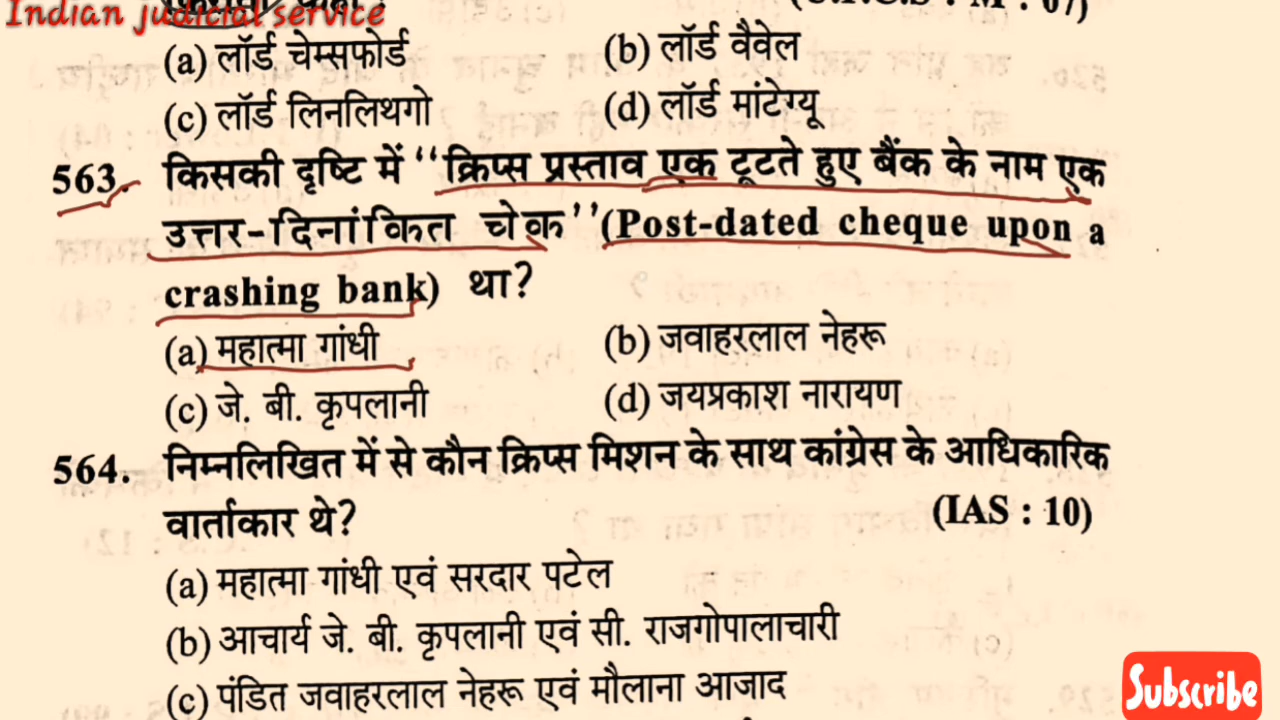 Indian judicial service
(a) लॉर्ड चेम्सफोर्ड (b) लॉर्ड वैवेल
(c) लॉर्ड लिनलिथगो (d) लॉर्ड मांटेग्यू
563. किसकी दृष्टि में ‘‘क्रिप्स प्रस्ताव एक टूटते हुए बैंक के नाम एक
उत्तर-दिनांकित चेक’’ (Post-dated cheque upon a
crashing bank) था?
(a) महात्मा गांधी (b) जवाहरलाल नेहरू
(c) जे. बी. कृपलानी (d) जयप्रकाश नारायण
564. निम्नलिखित में से कौन क्रिप्स मिशन के साथ कांग्रेस के आधिकारिक
वार्ताकार थे? (IAS : 10)
(a) महात्मा गांधी एवं सरदार पटेल
(b) आचार्य जे. बी. कृपलानी एवं सी. राजगोपालाचारी
(c) पंडित जवाहरलाल नेहरू एवं मौलाना आजाद
Subscribe